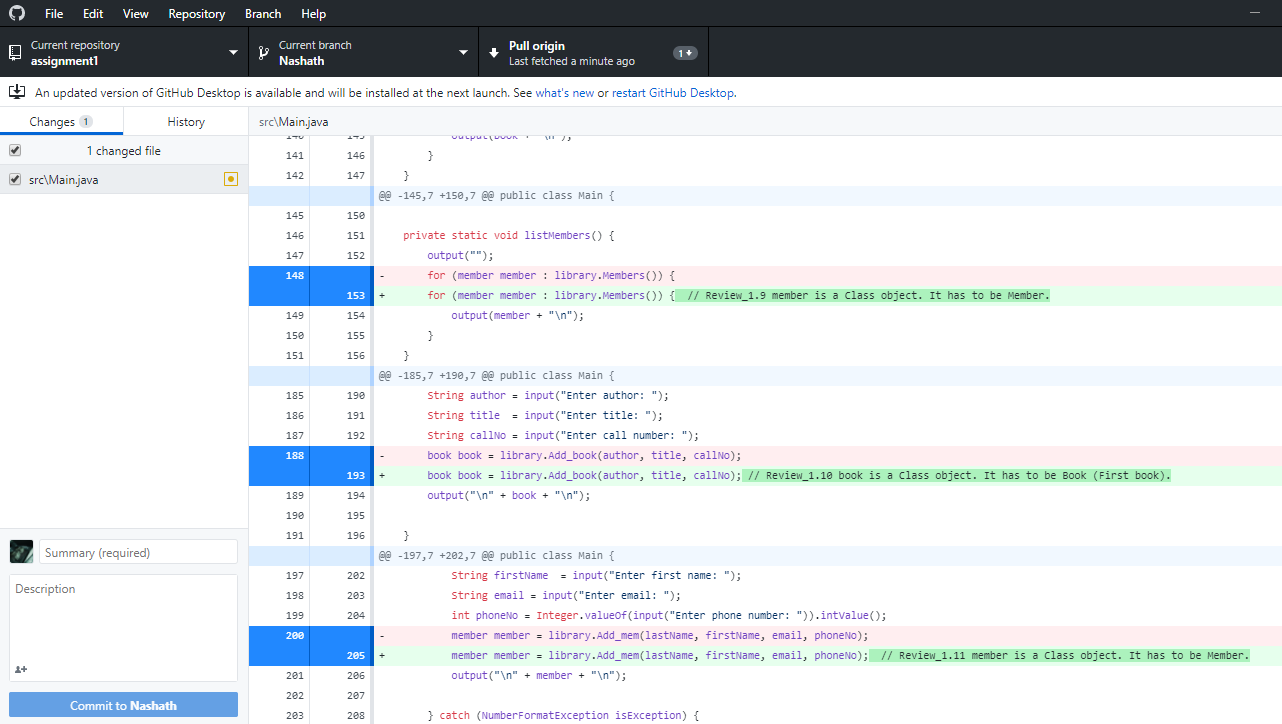 File Edit View Repository Branch Help
Current repository
assignment1
Current branch
Nashath
Pull origin
Last fetched a minute ago
1
An updated version of GitHub Desktop is available and will be installed at the next launch. See what's new or restart GitHub Desktop.
Changes 1 History
src\Main.java
1 changed file
src\Main.java
141 146 }
142 147 }
@@ -145,7 +150,7 @@ public class Main {
145 150
146 151 private static void listMembers() {
147 152 output("");
148 - for (member member : library.Members()) {
153 + for (member member : library.Members()) { // Review_1.9 member is a Class object. It has to be Member.
149 154 output(member + "\n");
150 155 }
151 156 }
@@ -185,7 +190,7 @@ public class Main {
185 190 String author = input("Enter author: ");
186 191 String title  = input("Enter title: ");
187 192 String callNo = input("Enter call number: ");
188 - book book = library.Add_book(author, title, callNo);
193 + book book = library.Add_book(author, title, callNo); // Review_1.10 book is a Class object. It has to be Book (First book).
189 194 output("\n" + book + "\n");
190 195
191 196 }
@@ -197,7 +202,7 @@ public class Main {
197 202 String firstName  = input("Enter first name: ");
198 203 String email = input("Enter email: ");
199 204 int phoneNo = Integer.valueOf(input("Enter phone number: ")).intValue();
200 - member member = library.Add_mem(lastName, firstName, email, phoneNo);
205 + member member = library.Add_mem(lastName, firstName, email, phoneNo); // Review_1.11 member is a Class object. It has to be Member.
201 206 output("\n" + member + "\n");
202 207
203 208 } catch (NumberFormatException isException) {
Summary (required)
Description
Commit to Nashath